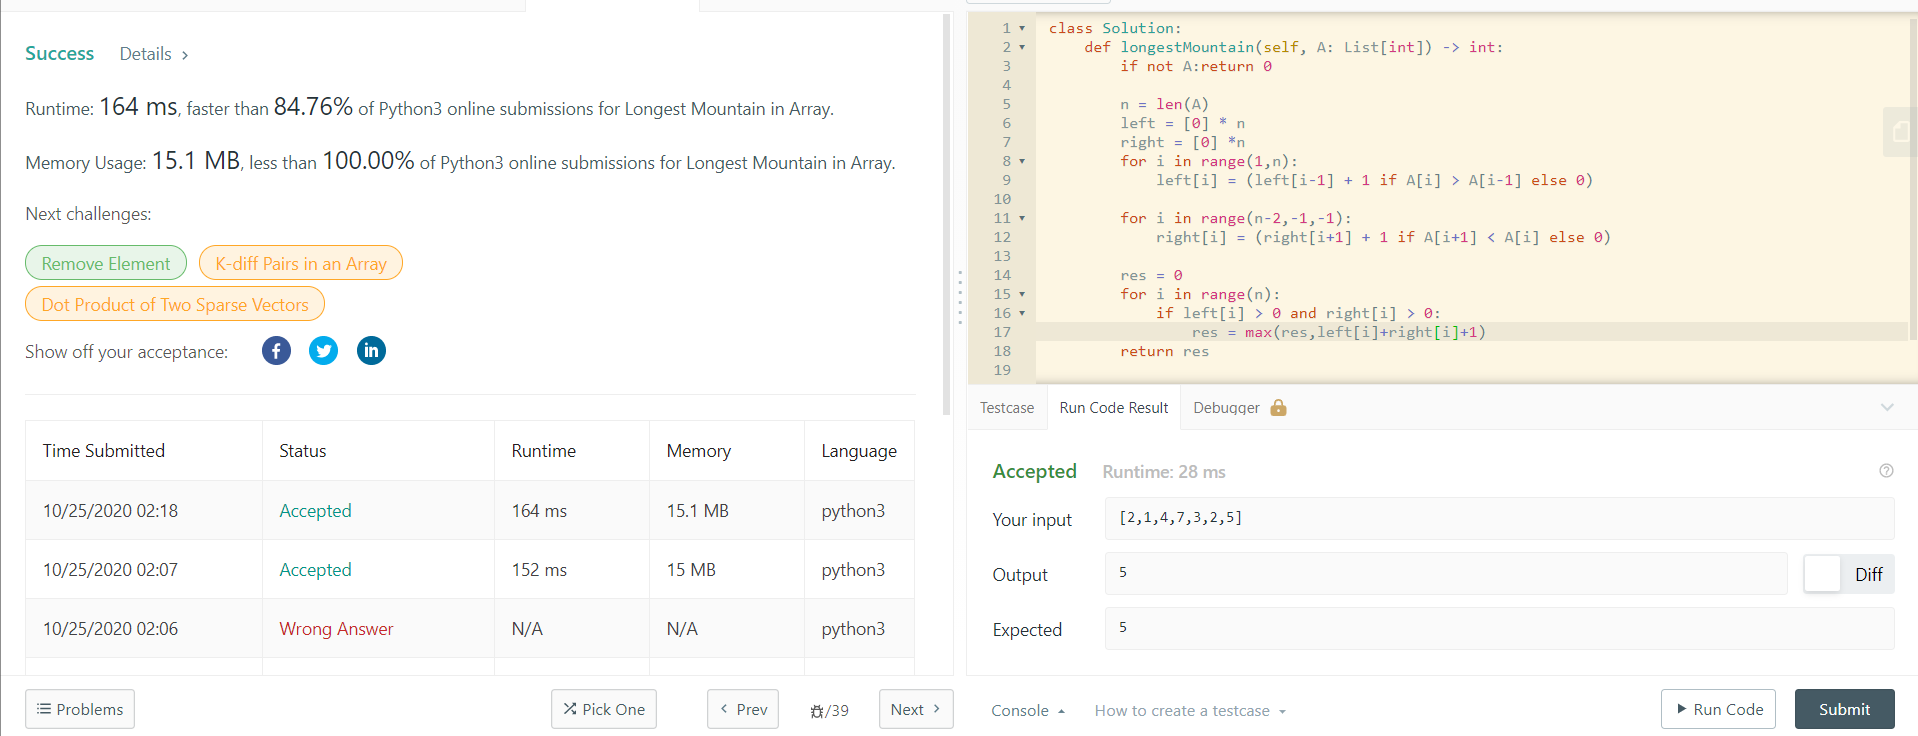 Success Details >
Runtime: 164 ms, faster than 84.76% of Python3 online submissions for Longest Mountain in Array.
Memory Usage: 15.1 MB, less than 100.00% of Python3 online submissions for Longest Mountain in Array.
Next challenges:
Remove Element K-diff Pairs in an Array
Dot Product of Two Sparse Vectors
Show off your acceptance:
Time Submitted Status Runtime Memory Language
10/25/2020 02:18 Accepted 164 ms 15.1 MB python3
10/25/2020 02:07 Accepted 152 ms 15 MB python3
10/25/2020 02:06 Wrong Answer N/A N/A python3
Problems Pick One < Prev /39 Next >
1 class Solution:
2     def longestMountain(self, A: List[int]) -> int:
3         if not A:return 0
4
5         n = len(A)
6         left = [0] * n
7         right = [0] *n
8         for i in range(1,n):
9             left[i] = (left[i-1] + 1 if A[i] > A[i-1] else 0)
10
11         for i in range(n-2,-1,-1):
12             right[i] = (right[i+1] + 1 if A[i+1] < A[i] else 0)
13
14         res = 0
15         for i in range(n):
16             if left[i] > 0 and right[i] > 0:
17                 res = max(res,left[i]+right[i]+1)
18         return res
19
Testcase Run Code Result Debugger
Accepted Runtime: 28 ms
Your input [2,1,4,7,3,2,5]
Output 5 Diff
Expected 5
Console How to create a testcase Run Code Submit